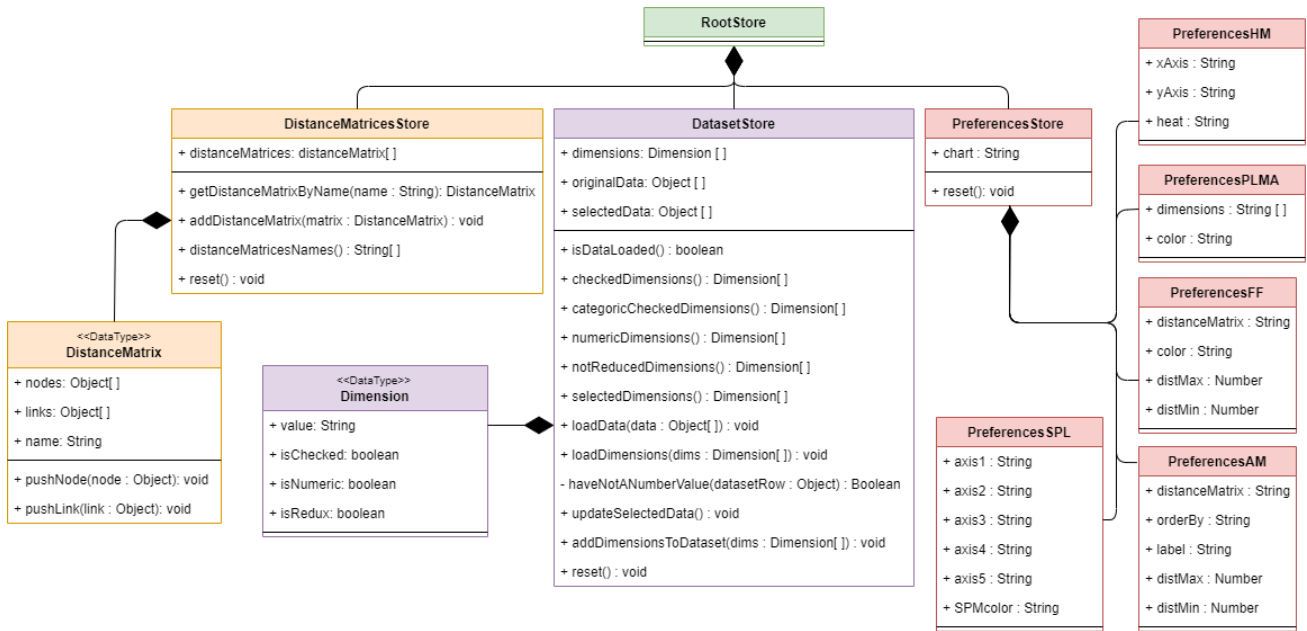 RootStore
DistanceMatricesStore
+ distanceMatrices: distanceMatrix[ ]
+ getDistanceMatrixByName(name : String): DistanceMatrix
+ addDistanceMatrix(matrix : DistanceMatrix) : void
+ distanceMatricesNames() : String[ ]
+ reset() : void
<<DataType>>
DistanceMatrix
+ nodes: Object[ ]
+ links: Object[ ]
+ name: String
+ pushNode(node : Object): void
+ pushLink(link : Object): void
<<DataType>>
Dimension
+ value: String
+ isChecked: boolean
+ isNumeric: boolean
+ isRedux: boolean
DatasetStore
+ dimensions: Dimension [ ]
+ originalData: Object [ ]
+ selectedData: Object [ ]
+ isDataLoaded() : boolean
+ checkedDimensions() : Dimension[ ]
+ categoricCheckedDimensions() : Dimension[ ]
+ numericDimensions() : Dimension[ ]
+ notReducedDimensions() : Dimension[ ]
+ selectedDimensions() : Dimension[ ]
+ loadData(data : Object[ ]) : void
+ loadDimensions(dims : Dimension[ ]) : void
- haveNotANumberValue(datasetRow : Object) : Boolean
+ updateSelectedData() : void
+ addDimensionsToDataset(dims : Dimension[ ]) : void
+ reset() : void
PreferencesStore
+ chart : String
+ reset(): void
PreferencesHM
+ xAxis : String
+ yAxis : String
+ heat : String
PreferencesPLMA
+ dimensions : String [ ]
+ color : String
PreferencesFF
+ distanceMatrix : String
+ color : String
+ distMax : Number
+ distMin : Number
PreferencesSPL
+ axis1 : String
+ axis2 : String
+ axis3 : String
+ axis4 : String
+ axis5 : String
+ SPMcolor : String
PreferencesAM
+ distanceMatrix : String
+ orderBy : String
+ label : String
+ distMax : Number
+ distMin : Number